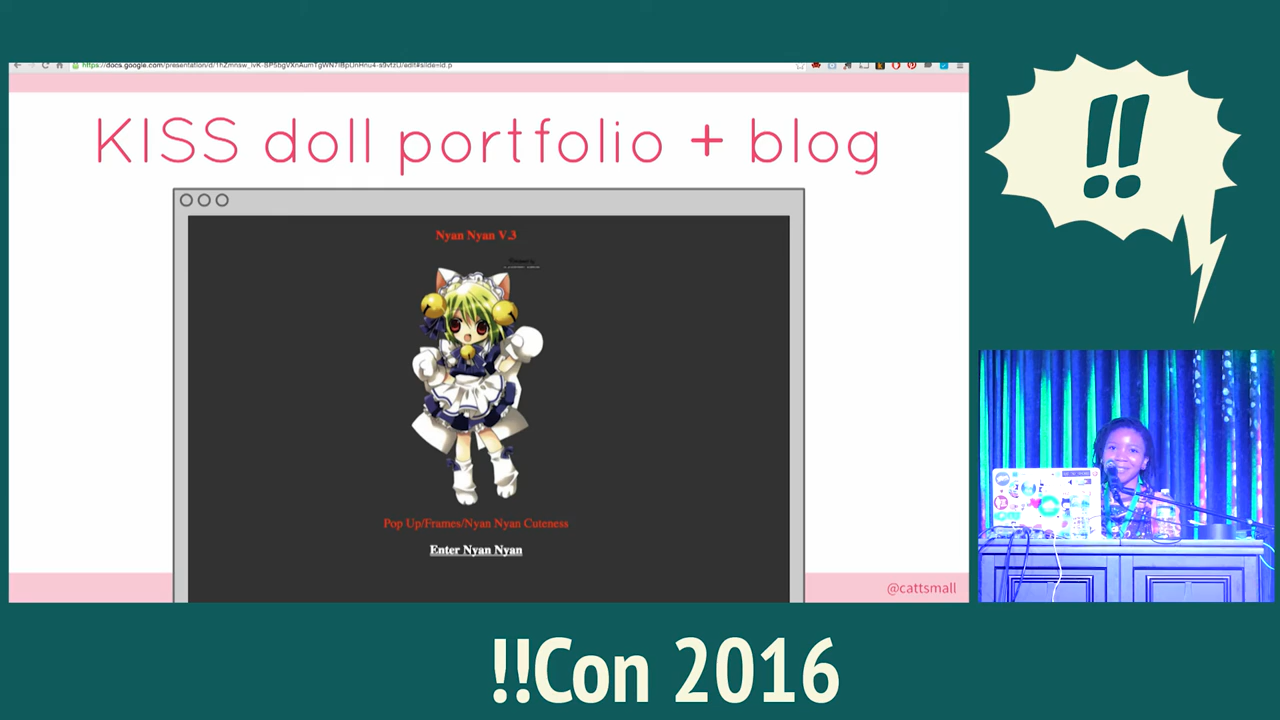 KISS doll portfolio + blog
!!
Nyan Nyan V.3
Pop Up/Frames/Nyan Nyan Cuteness
Enter Nyan Nyan
@cattsmall
!!Con 2016